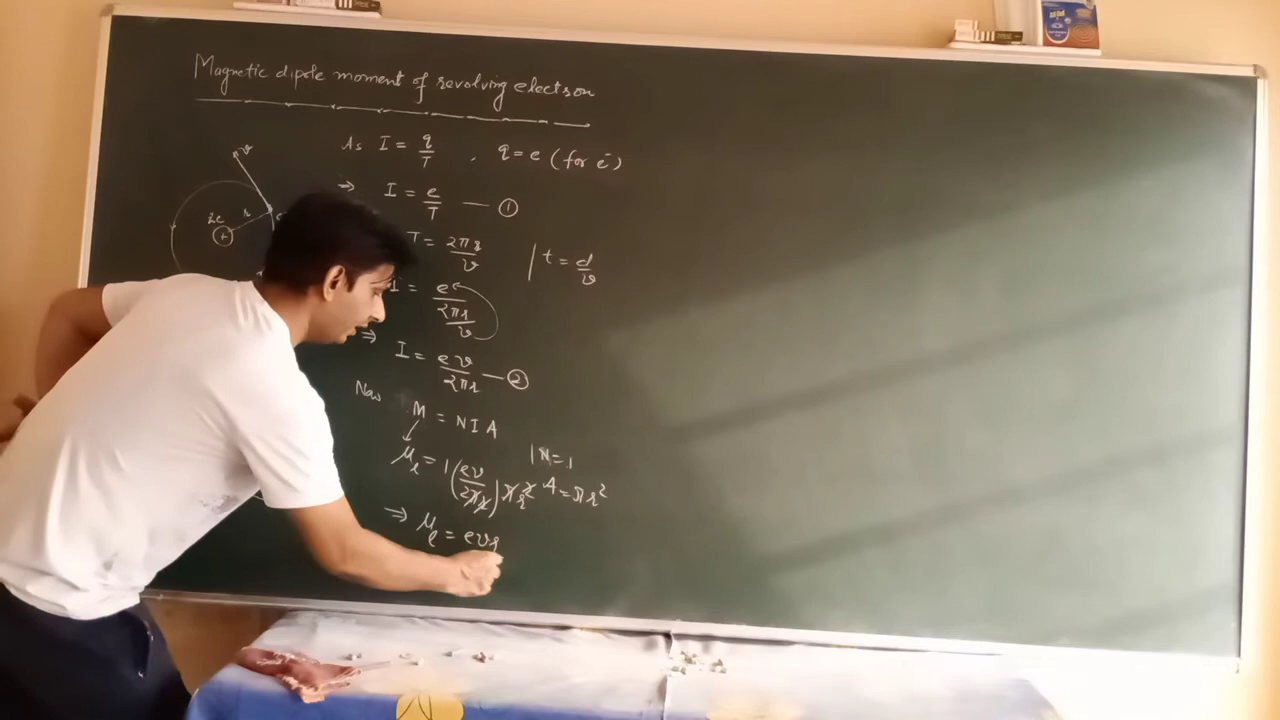 Magnetic dipole moment of revolving electron
As I = q/T , q = e (for e⁻)
⇒ I = e/T — ①
T = 2πr/v | t = d/v
I = e/(2πr/v)
⇒ I = ev/2πr — ②
Now M = NIA
μₗ = 1(ev/2πr)πr² | N=1
A = πr²
⇒ μₗ = evr
v
r
Ze
+